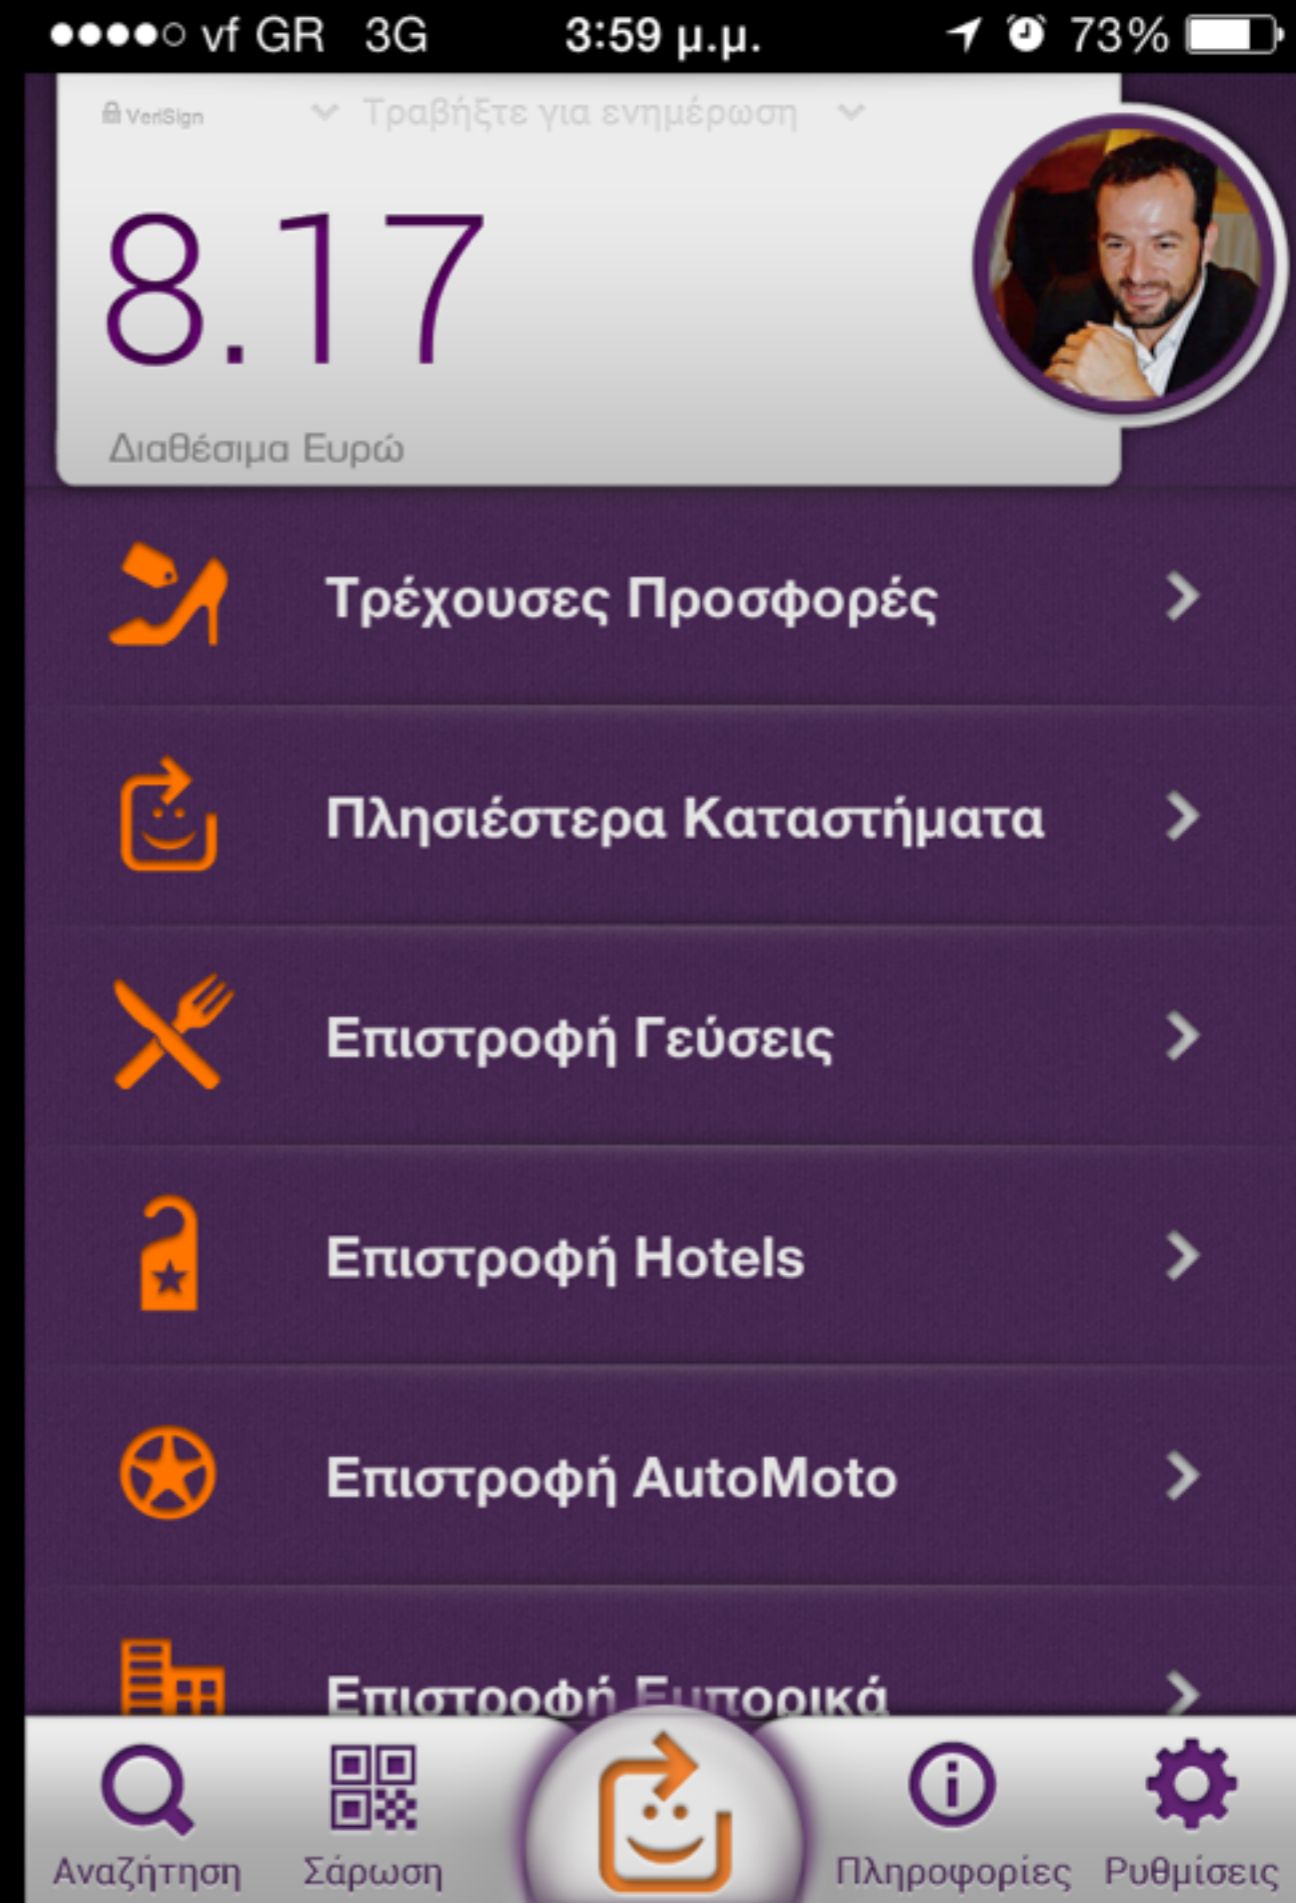 vf GR 3G 3:59 μ.μ. 73%
VeriSign Τραβήξτε για ενημέρωση
8.17
Διαθέσιμα Ευρώ
Τρέχουσες Προσφορές
Πλησιέστερα Καταστήματα
Επιστροφή Γεύσεις
Επιστροφή Hotels
Επιστροφή AutoMoto
Επιστροφή Εμπορικά
Αναζήτηση Σάρωση Πληροφορίες Ρυθμίσεις